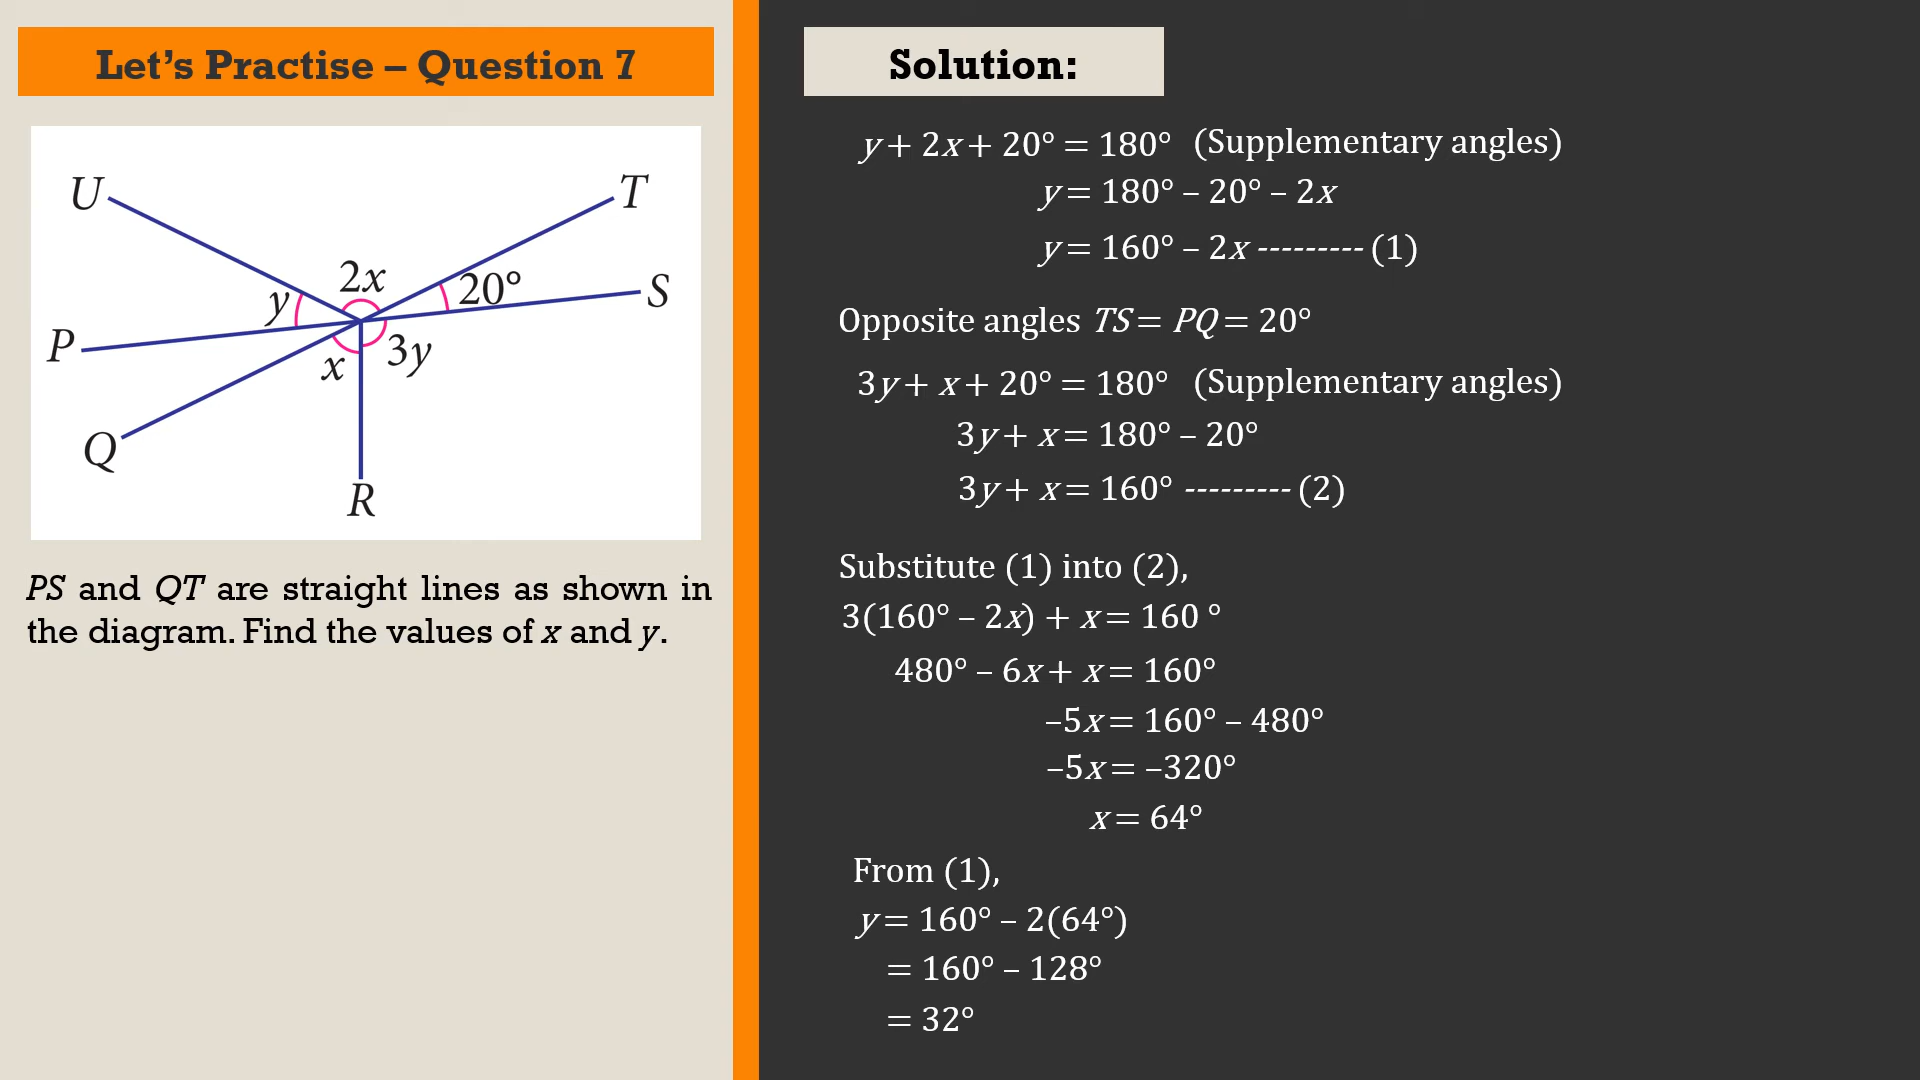 Let's Practise – Question 7
U
T
2x
20°
S
y
P
x
3y
Q
R
PS and QT are straight lines as shown in
the diagram. Find the values of x and y.
Solution:
y + 2x + 20° = 180° (Supplementary angles)
y = 180° – 20° – 2x
y = 160° – 2x --------- (1)
Opposite angles TS = PQ = 20°
3y + x + 20° = 180° (Supplementary angles)
3y + x = 180° – 20°
3y + x = 160° --------- (2)
Substitute (1) into (2),
3(160° – 2x) + x = 160 °
480° – 6x + x = 160°
–5x = 160° – 480°
–5x = –320°
x = 64°
From (1),
y = 160° – 2(64°)
= 160° – 128°
= 32°